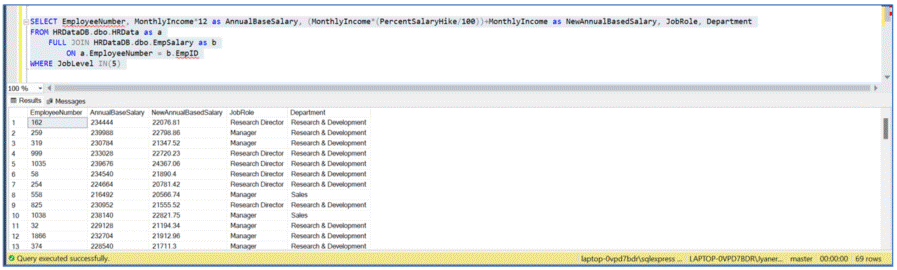 SELECT EmployeeNumber, MonthlyIncome*12 as AnnualBaseSalary, (MonthlyIncome*(PercentSalaryHike/100))+MonthlyIncome as NewAnnualBasedSalary, JobRole, Department
FROM HRDataDB.dbo.HRData as a
FULL JOIN HRDataDB.dbo.EmpSalary as b
ON a.EmployeeNumber = b.EmpID
WHERE JobLevel IN(5)
100 %
Results Messages
EmployeeNumber AnnualBaseSalary NewAnnualBasedSalary JobRole Department
1 162 234444 22076.81 Research Director Research & Development
2 259 239988 22798.86 Manager Research & Development
3 319 230784 21347.52 Manager Research & Development
4 999 233028 22720.23 Research Director Research & Development
5 1035 239676 24367.06 Research Director Research & Development
6 58 234540 21890.4 Research Director Research & Development
7 254 224664 20781.42 Research Director Research & Development
8 558 216492 20566.74 Manager Sales
9 825 230952 21555.52 Research Director Research & Development
10 1038 238140 22821.75 Manager Sales
11 32 229128 21194.34 Manager Research & Development
12 1866 232704 21912.96 Manager Research & Development
13 374 228540 21711.3 Manager Research & Development
Query executed successfully. laptop-0vpd7bdr\sqlexpress ... LAPTOP-0VPD7BDR\lyaner... master 00:00:00 69 rows